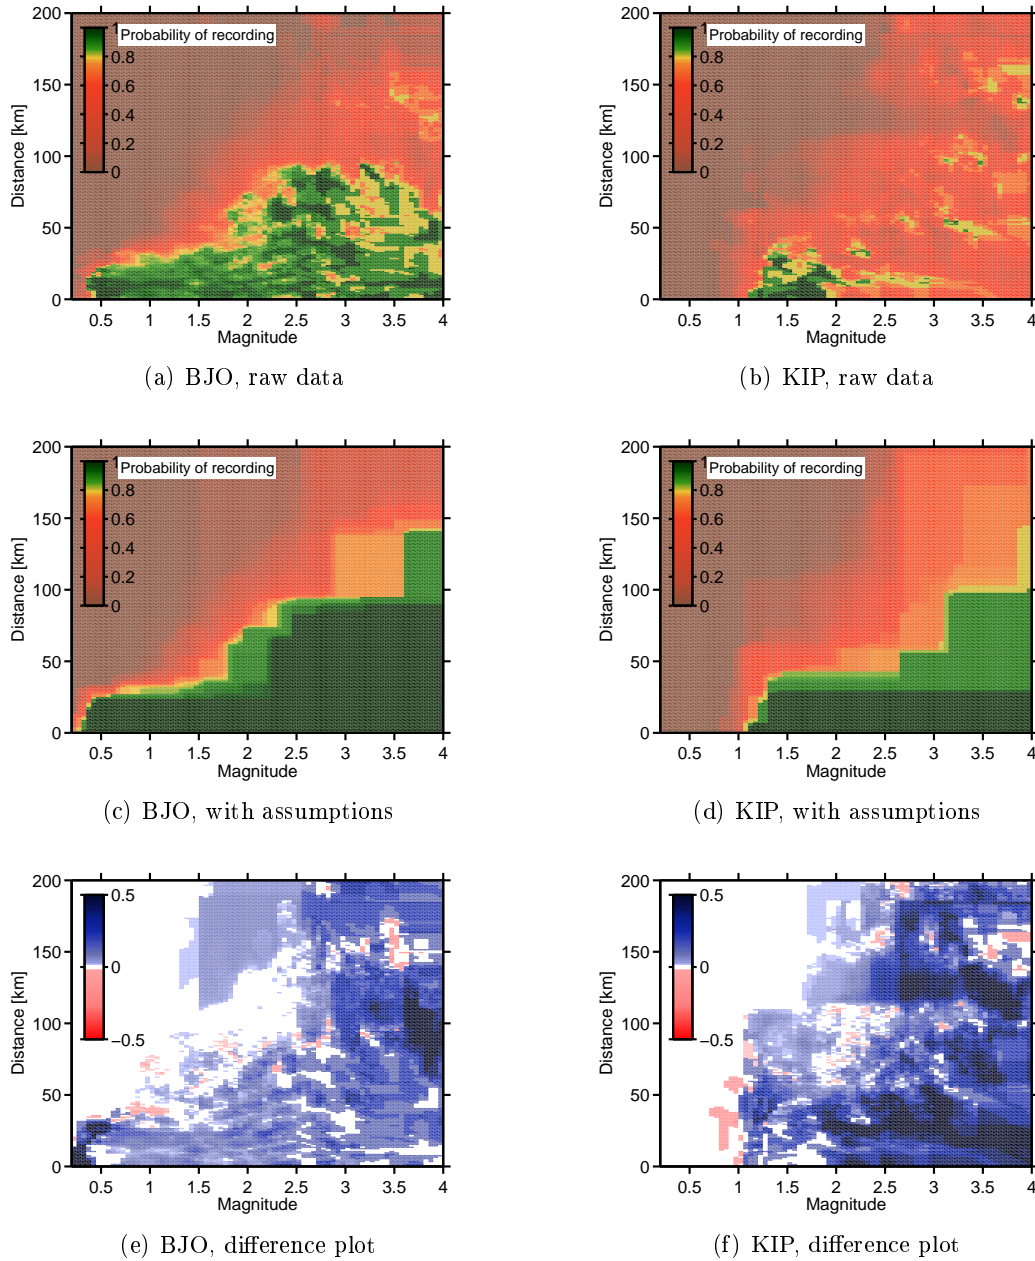 200
150
100
50
0
Distance [km]
1
0.8
0.6
0.4
0.2
0
Probability of recording
0.5 1 1.5 2 2.5 3 3.5 4
Magnitude
(a) BJO, raw data
200
150
100
50
0
Distance [km]
1
0.8
0.6
0.4
0.2
0
Probability of recording
0.5 1 1.5 2 2.5 3 3.5 4
Magnitude
(b) KIP, raw data
200
150
100
50
0
Distance [km]
1
0.8
0.6
0.4
0.2
0
Probability of recording
0.5 1 1.5 2 2.5 3 3.5 4
Magnitude
(c) BJO, with assumptions
200
150
100
50
0
Distance [km]
1
0.8
0.6
0.4
0.2
0
Probability of recording
0.5 1 1.5 2 2.5 3 3.5 4
Magnitude
(d) KIP, with assumptions
200
150
100
50
0
Distance [km]
0.5
0
−0.5
0.5 1 1.5 2 2.5 3 3.5 4
Magnitude
(e) BJO, difference plot
200
150
100
50
0
Distance [km]
0.5
0
−0.5
0.5 1 1.5 2 2.5 3 3.5 4
Magnitude
(f) KIP, difference plot